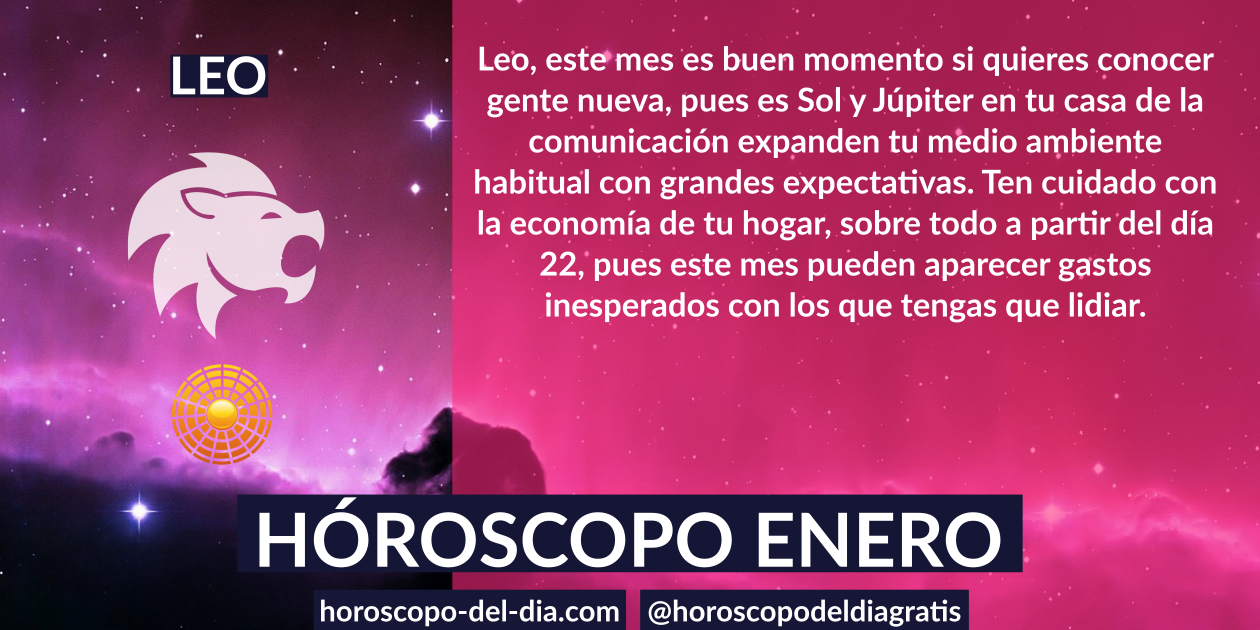 LEO
Leo, este mes es buen momento si quieres conocer
gente nueva, pues es Sol y Júpiter en tu casa de la
comunicación expanden tu medio ambiente
habitual con grandes expectativas. Ten cuidado con
la economía de tu hogar, sobre todo a partir del día
22, pues este mes pueden aparecer gastos
inesperados con los que tengas que lidiar.
HÓROSCOPO ENERO
horoscopo-del-dia.com
@horoscopodeldiagratis